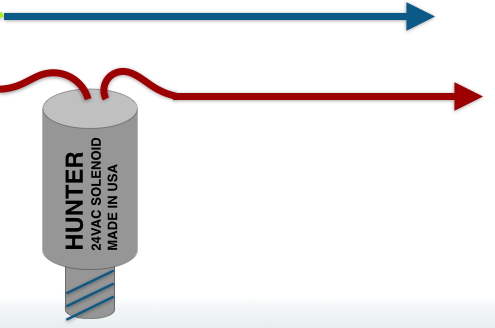 HUNTER
24VAC SOLENOID
MADE IN USA